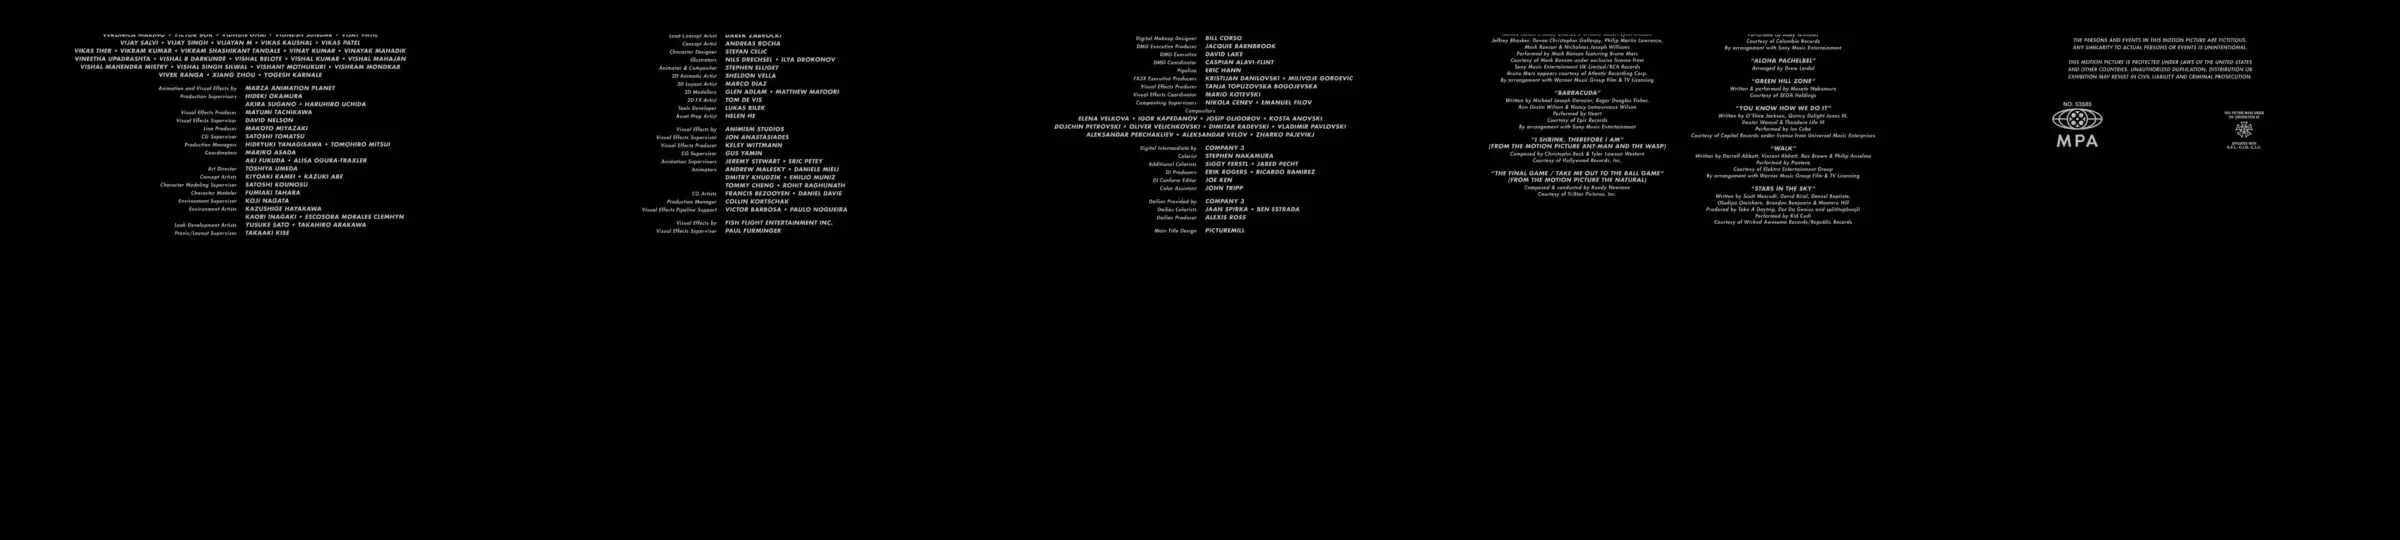 VIJAY SALVI • VIJAY SINGH • VIJAYAN M • VIKAS KAUSHAL • VIKAS PATEL
VIKAS THER • VIKRAM KUMAR • VIKRAM SHASHIKANT TANDALE • VINAY KUMAR • VINAYAK MAHADIK
VINEETHA UPADRASHTA • VISHAL B DARKUNDE • VISHAL BELOTE • VISHAL KUMAR • VISHAL MAHAJAN
VISHAL MAHENDRA MISTRY • VISHAL SINGH SILWAL • VISHANT MOTHUKURI • VISHRAM MONDKAR
VIVEK RANGA • XIANG ZHOU • YOGESH KARNALE
Animation and Visual Effects by MARZA ANIMATION PLANET
Production Supervisors HIDEKI OKAMURA
AKIRA SUGANO • HARUHIRO UCHIDA
Visual Effects Producer MAYUMI TACHIKAWA
Visual Effects Supervisor DAVID NELSON
Line Producer MAKOTO MIYAZAKI
CG Supervisor SATOSHI TOMATSU
Production Managers HIDEYUKI YANAGISAWA • TOMOHIRO MITSUI
Coordinators MARIKO ASADA
AKI FUKUDA • ALISA OGURA-TRAXLER
Art Director TOSHIYA UMEDA
Concept Artists KIYOAKI KAMEI • KAZUKI ABE
Character Modeling Supervisor SATOSHI KOUNOSU
Character Modeler FUMIAKI TAHARA
Environment Supervisor KOJI NAGATA
Environment Artists KAZUSHIGE HAYAKAWA
KAORI INAGAKI • ESCOSORA MORALES CLEMHYN
Look Development Artists YUSUKE SATO • TAKAHIRO ARAKAWA
Previs/Layout Supervisor TAKAAKI KISE
Lead Concept Artist DAREK ZABROCKI
Concept Artist ANDREAS ROCHA
Character Designer STEFAN CELIC
Illustrators NILS DRECHSEL • ILYA DROKONOV
Animator & Compositor STEPHEN ELLIGET
2D Animatic Artist SHELDON VELLA
3D Layout Artist MARCO DIAZ
3D Modellers GLEN ADLAM • MATTHEW MATOORI
2D FX Artist TOM DE VIS
Tools Developer LUKAS BILEK
Asset Prep Artist HELEN HE
Visual Effects by ANIMISM STUDIOS
Visual Effects Supervisor JON ANASTASIADES
Visual Effects Producer KELSY WITTMANN
CG Supervisor GUS YAMIN
Animation Supervisors JEREMY STEWART • ERIC PETEY
Animators ANDREW MALESKY • DANIELE MIELI
DMITRY KHUDZIK • EMILIO MUNIZ
TOMMY CHENG • ROHIT RAGHUNATH
CG Artists FRANCIS BEZOOYEN • DANIEL DAVIE
Production Manager COLLIN KORTSCHAK
Visual Effects Pipeline Support VICTOR BARBOSA • PAULO NOGUEIRA
Visual Effects by FISH FLIGHT ENTERTAINMENT INC.
Visual Effects Supervisor PAUL FURMINGER
Digital Makeup Designer BILL CORSO
DMG Executive Producer JACQUIE BARNBROOK
DMG Executive DAVID LAKE
DMG Coordinator CASPIAN ALAVI-FLINT
Pipeline ERIC HANN
FX3X Executive Producers KRISTIJAN DANILOVSKI • MILIVOJE GORGEVIC
Visual Effects Producer TANJA TOPUZOVSKA BOGOJEVSKA
Visual Effects Coordinator MARIO KOTEVSKI
Compositing Supervisors NIKOLA CENEV • EMANUEL FILOV
Compositors
ELENA VELKOVA • IGOR KAPEDANOV • JOSIP GLIGOROV • KOSTA ANOVSKI
DOJCHIN PETROVSKI • OLIVER VELICHKOVSKI • DIMITAR RADEVSKI • VLADIMIR PAVLOVSKI
ALEKSANDAR PERCHAKLIEV • ALEKSANDAR VELOV • ZHARKO PAJEVIKJ
Digital Intermediate by COMPANY 3
Colorist STEPHEN NAKAMURA
Additional Colorists SIGGY FERSTL • JARED PECHT
DI Producers ERIK ROGERS • RICARDO RAMIREZ
DI Conform Editor JOE KEN
Color Assistant JOHN TRIPP
Dailies Provided by COMPANY 3
Dailies Colorists JAAN SPIRKA • BEN ESTRADA
Dailies Producer ALEXIS ROSS
Main Title Design PICTUREMILL
Jeffrey Bhasker, Devon Christopher Gallaspy, Philip Martin Lawrence,
Mark Ronson & Nicholaus Joseph Williams
Performed by Mark Ronson featuring Bruno Mars
Courtesy of Mark Ronson under exclusive license from
Sony Music Entertainment UK Limited/RCA Records
Bruno Mars appears courtesy of Atlantic Recording Corp.
By arrangement with Warner Music Group Film & TV Licensing
"BARRACUDA"
Written by Michael Joseph Derosier, Roger Douglas Fisher,
Ann Dustin Wilson & Nancy Lamoureaux Wilson
Performed by Heart
Courtesy of Epic Records
By arrangement with Sony Music Entertainment
"I SHRINK, THEREFORE I AM"
(FROM THE MOTION PICTURE ANT-MAN AND THE WASP)
Composed by Christophe Beck & Tyler Lawson Western
Courtesy of Hollywood Records, Inc.
"THE FINAL GAME / TAKE ME OUT TO THE BALL GAME"
(FROM THE MOTION PICTURE THE NATURAL)
Composed & conducted by Randy Newman
Courtesy of TriStar Pictures, Inc.
Courtesy of Columbia Records
By arrangement with Sony Music Entertainment
"ALOHA PACHELBEL"
Arranged by Drew Lerdal
"GREEN HILL ZONE"
Written & performed by Masato Nakamura
Courtesy of SEGA Holdings
"YOU KNOW HOW WE DO IT"
Written by O'Shea Jackson, Quincy Delight Jones III,
Denzel Wansel & Theodore Life III
Performed by Ice Cube
Courtesy of Capitol Records under license from Universal Music Enterprises
"WALK"
Written by Darrell Abbott, Vincent Abbott, Rex Brown & Philip Anselmo
Performed by Pantera
Courtesy of Elektra Entertainment Group
By arrangement with Warner Music Group Film & TV Licensing
"STARS IN THE SKY"
Written by Scott Mescudi, David Biral, Denzel Baptiste,
Oladipo Omishore, Brandon Benjamin & Montero Hill
Produced by Take A Daytrip, Dot Da Genius and splititupbwoji!
Performed by Kid Cudi
Courtesy of Wicked Awesome Records/Republic Records
THE PERSONS AND EVENTS IN THIS MOTION PICTURE ARE FICTITIOUS.
ANY SIMILARITY TO ACTUAL PERSONS OR EVENTS IS UNINTENTIONAL.
THIS MOTION PICTURE IS PROTECTED UNDER LAWS OF THE UNITED STATES
AND OTHER COUNTRIES. UNAUTHORIZED DUPLICATION, DISTRIBUTION OR
EXHIBITION MAY RESULT IN CIVIL LIABILITY AND CRIMINAL PROSECUTION.
NO. 53585
MPA